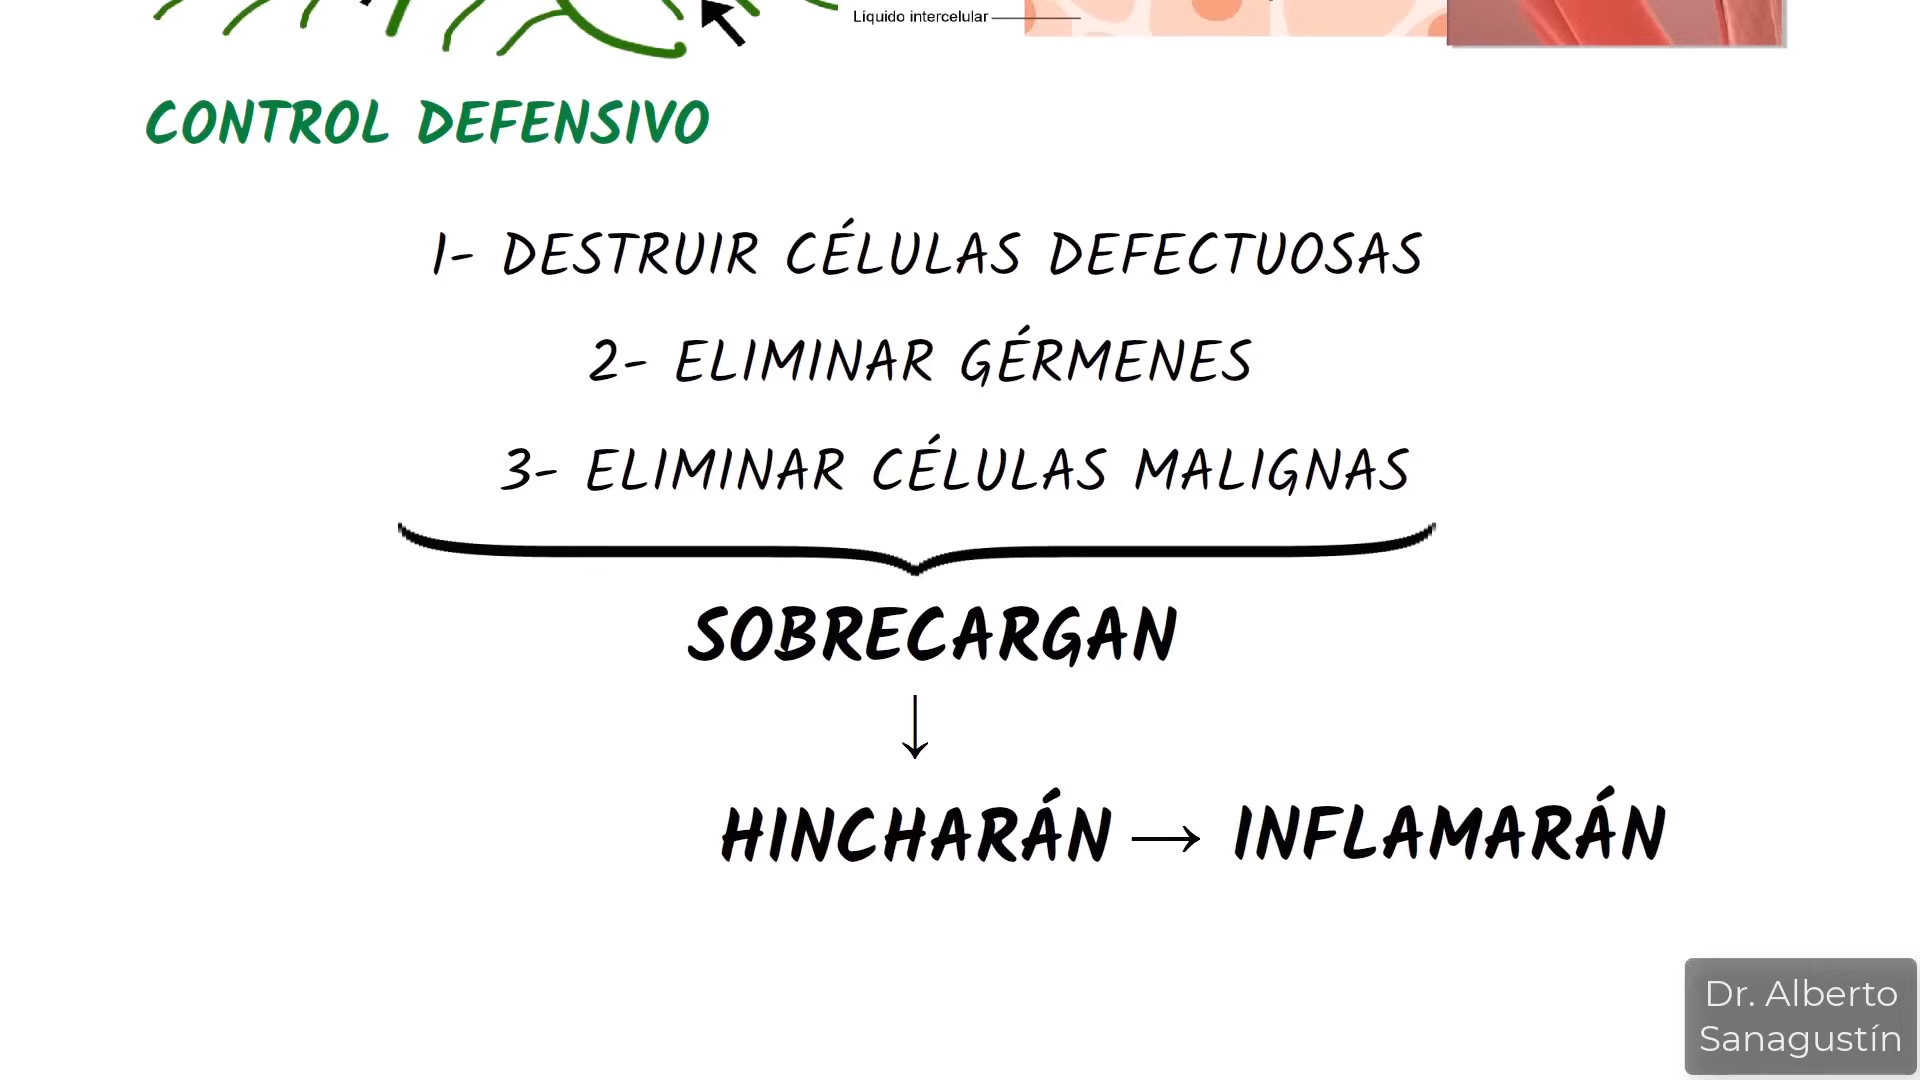 Líquido intercelular
CONTROL DEFENSIVO
1- DESTRUIR CÉLULAS DEFECTUOSAS
2- ELIMINAR GÉRMENES
3- ELIMINAR CÉLULAS MALIGNAS
SOBRECARGAN
↓
HINCHARÁN → INFLAMARÁN
Dr. Alberto
Sanagustín